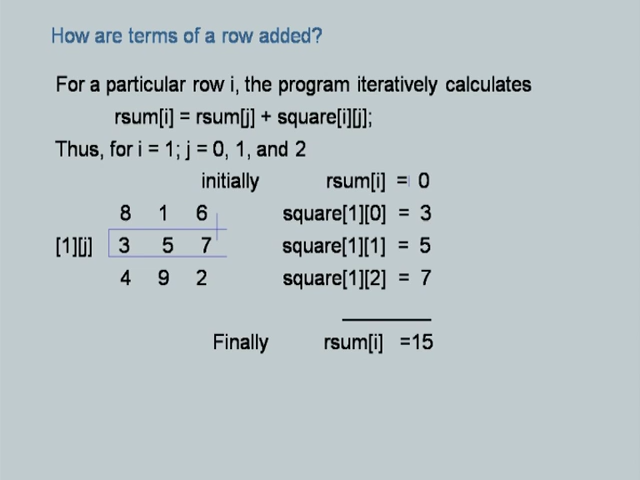 How are terms of a row added?
For a particular row i, the program iteratively calculates
rsum[i] = rsum[j] + square[i][j];
Thus, for i = 1; j = 0, 1, and 2
initially rsum[i] = 0
8 1 6 square[1][0] = 3
[1][j] 3 5 7 square[1][1] = 5
4 9 2 square[1][2] = 7
Finally rsum[i] =15